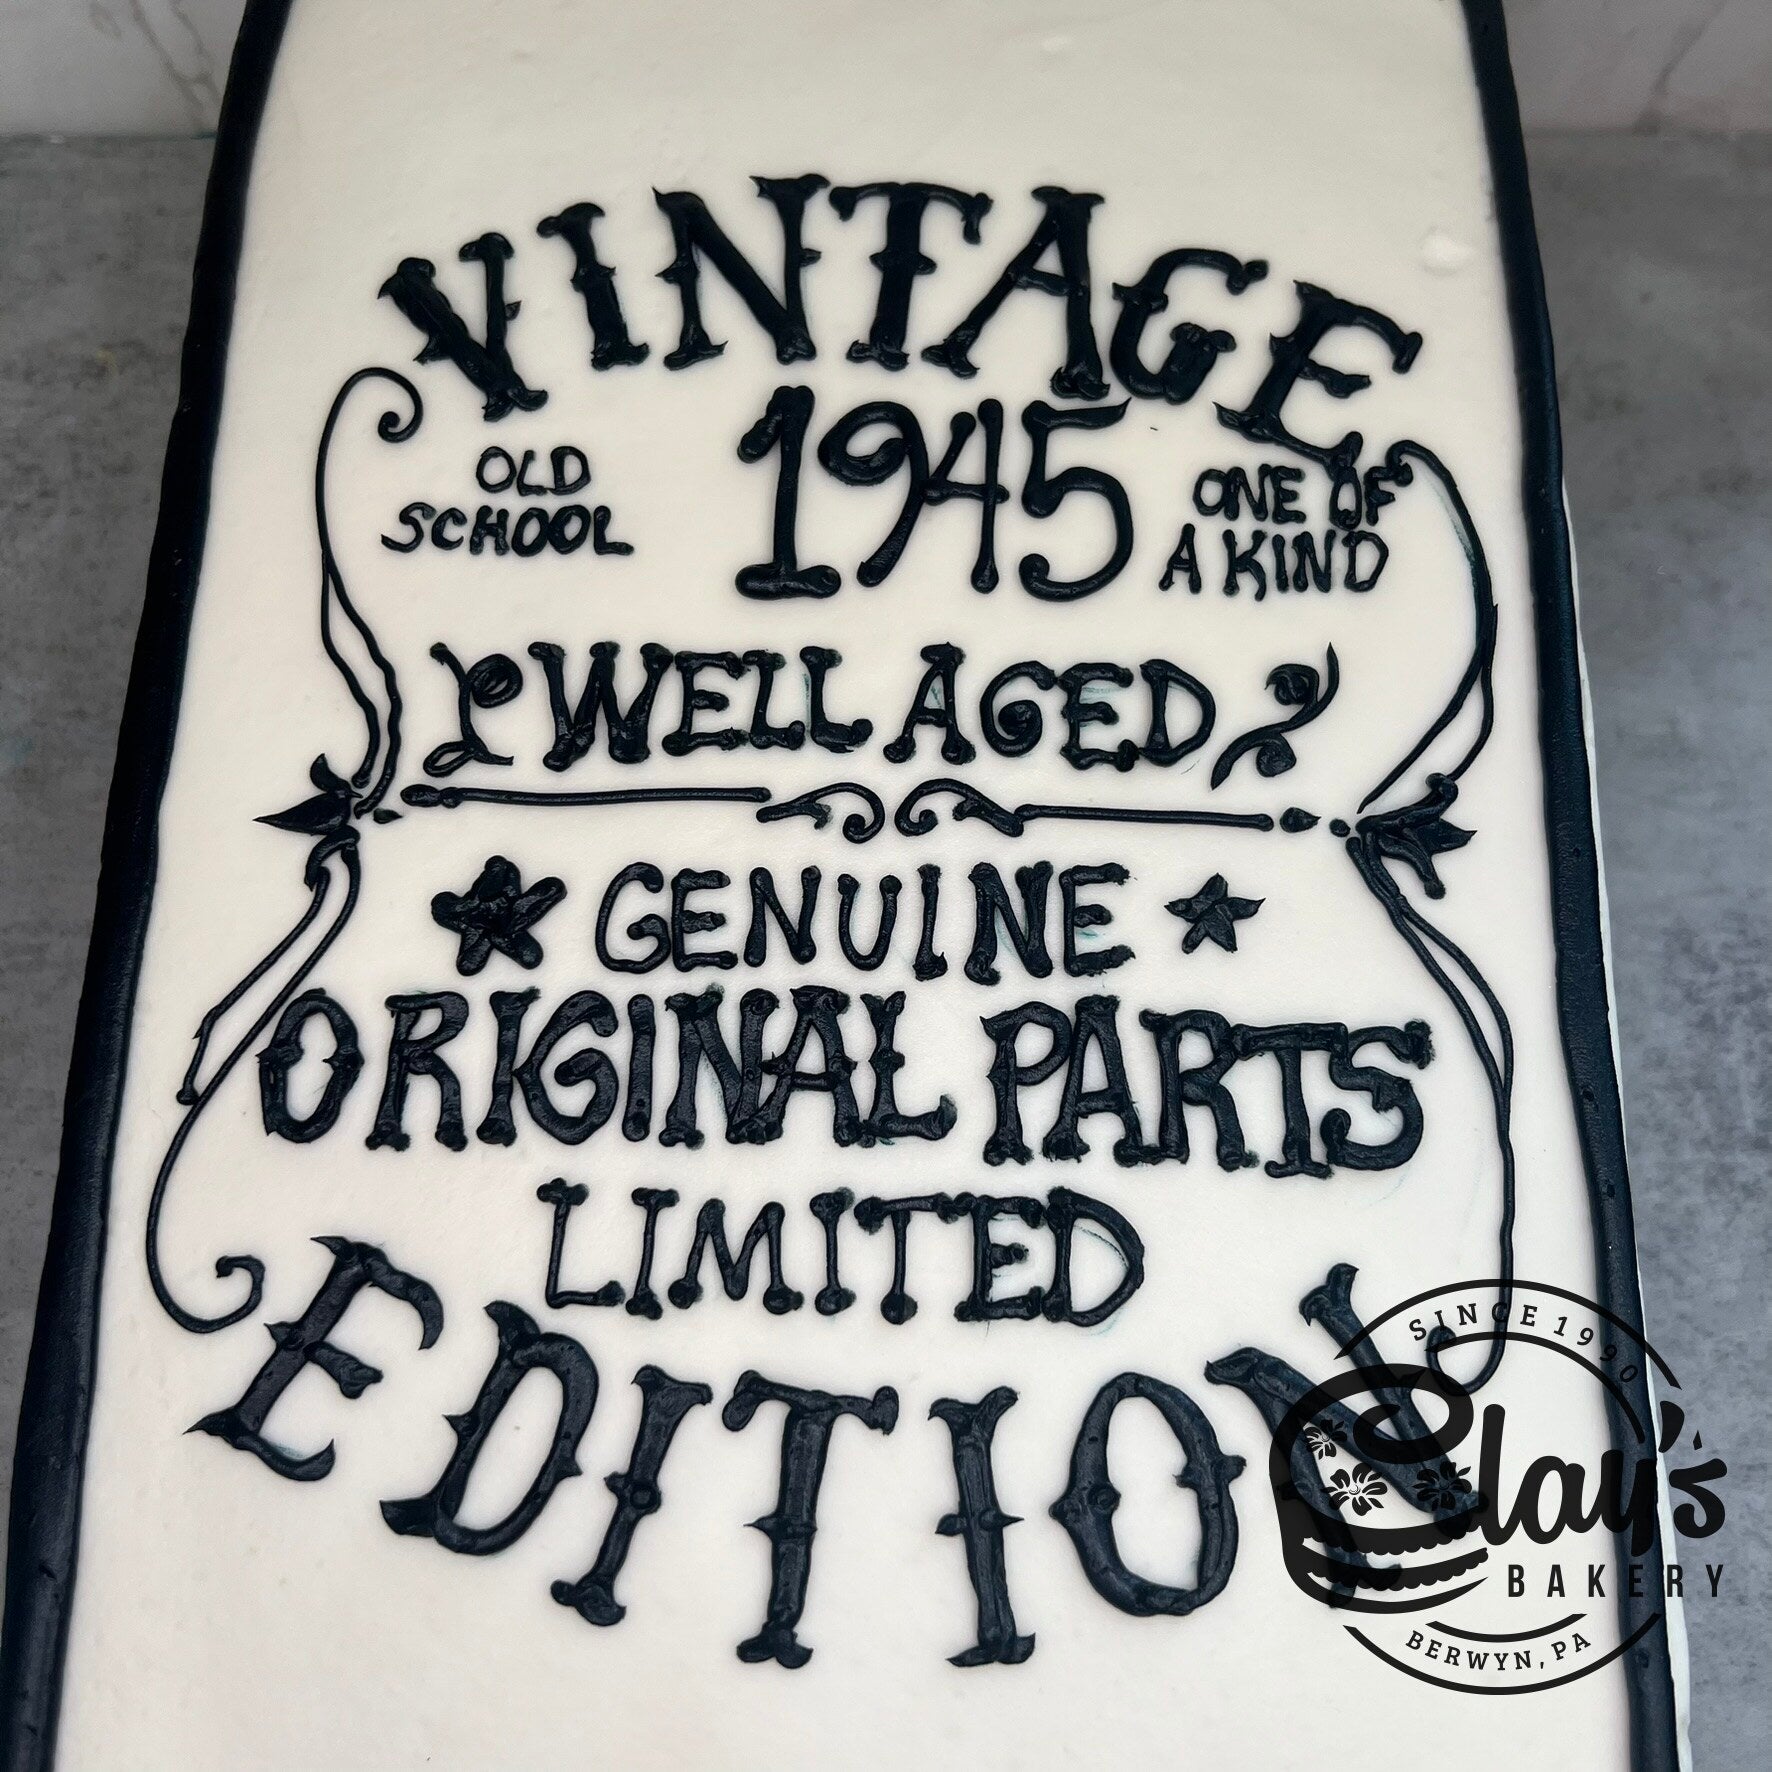 VINTAGE
1945
OLD
SCHOOL
ONE OF
A KIND
WELL AGED
GENUINE
ORIGINAL PARTS
LIMITED
EDITION
SINCE 1990
Clay's
BAKERY
BERWYN, PA